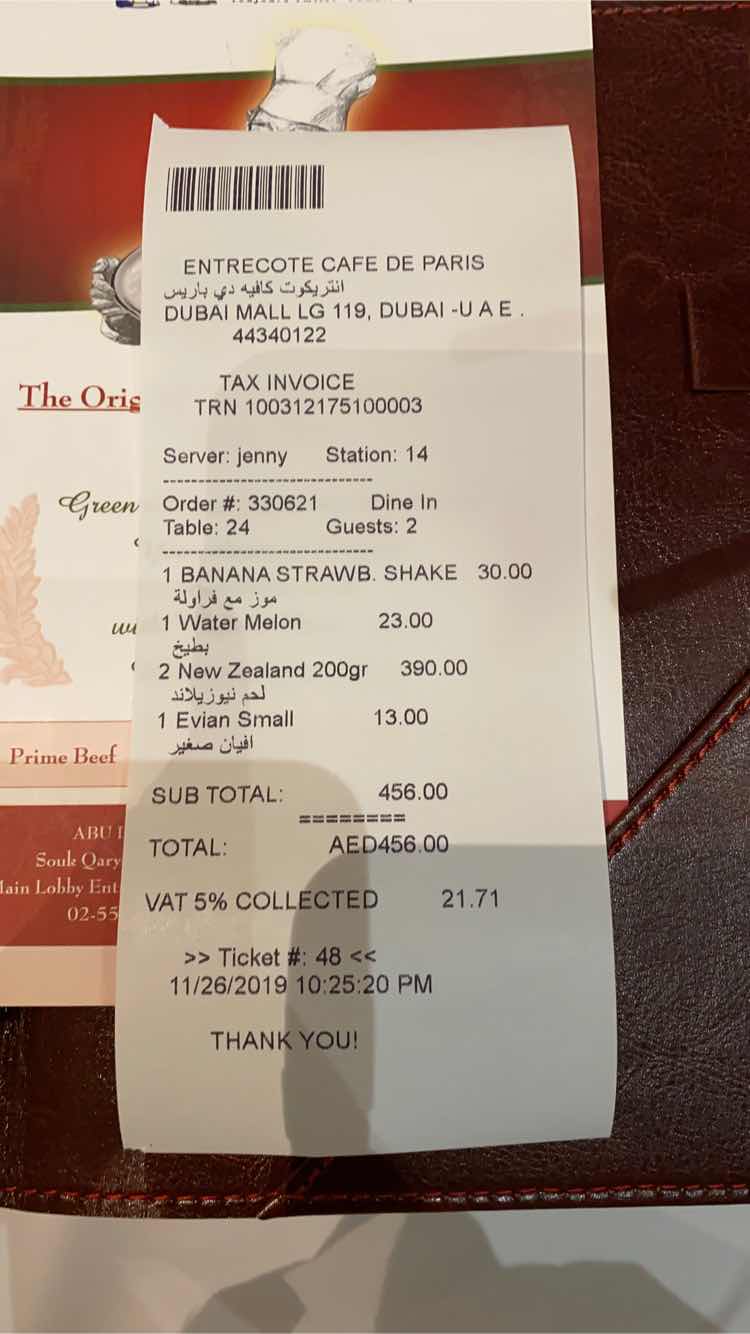 ENTRECOTE CAFE DE PARIS
انتريكوت كافيه دي باريس
DUBAI MALL LG 119, DUBAI -U A E .
44340122
TAX INVOICE
TRN 100312175100003
Server: jenny Station: 14
------------------------------
Order #: 330621 Dine In
Table: 24 Guests: 2
------------------------------
1 BANANA STRAWB. SHAKE 30.00
موز مع فراولة
1 Water Melon 23.00
بطيخ
2 New Zealand 200gr 390.00
لحم نيوزيلاند
1 Evian Small 13.00
افيان صغير
SUB TOTAL: 456.00
========
TOTAL: AED456.00
VAT 5% COLLECTED 21.71
>> Ticket #: 48 <<
11/26/2019 10:25:20 PM
THANK YOU!
The Orig
Green
Prime Beef
ABU
Souk Qary
Main Lobby Ent
02-55